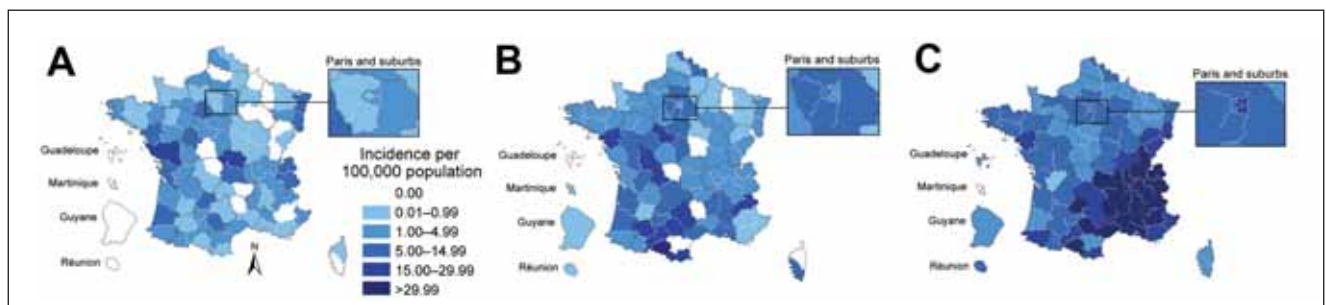 A
Paris and suburbs
Guadeloupe
Martinique
Guyane
Réunion
N
Incidence per
100,000 population
0.00
0.01–0.99
1.00–4.99
5.00–14.99
15.00–29.99
>29.99
B
Paris and suburbs
Guadeloupe
Martinique
Guyane
Réunion
C
Paris and suburbs
Guadeloupe
Martinique
Guyane
Réunion